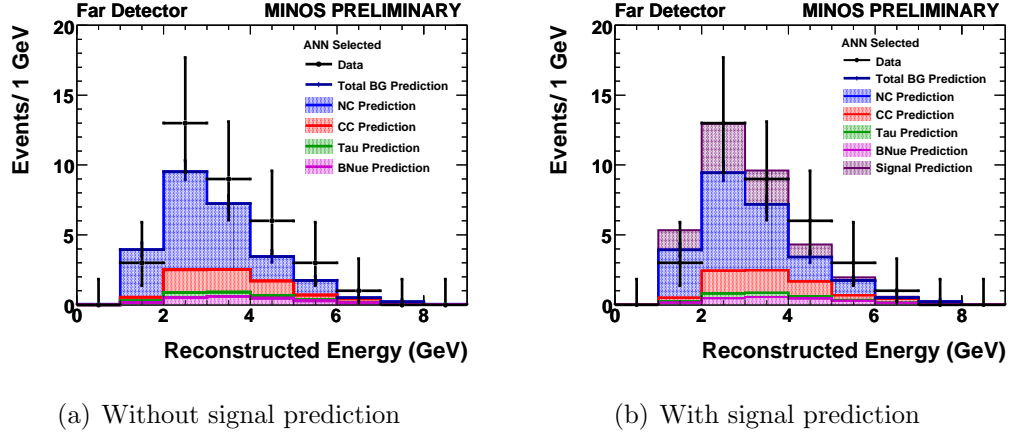 Far Detector MINOS PRELIMINARY
Events/ 1 GeV
20
15
10
5
0
ANN Selected
Data
Total BG Prediction
NC Prediction
CC Prediction
Tau Prediction
BNue Prediction
0 2 4 6 8
Reconstructed Energy (GeV)
(a) Without signal prediction
Far Detector MINOS PRELIMINARY
Events/ 1 GeV
20
15
10
5
0
ANN Selected
Data
Total BG Prediction
NC Prediction
CC Prediction
Tau Prediction
BNue Prediction
Signal Prediction
0 2 4 6 8
Reconstructed Energy (GeV)
(b) With signal prediction